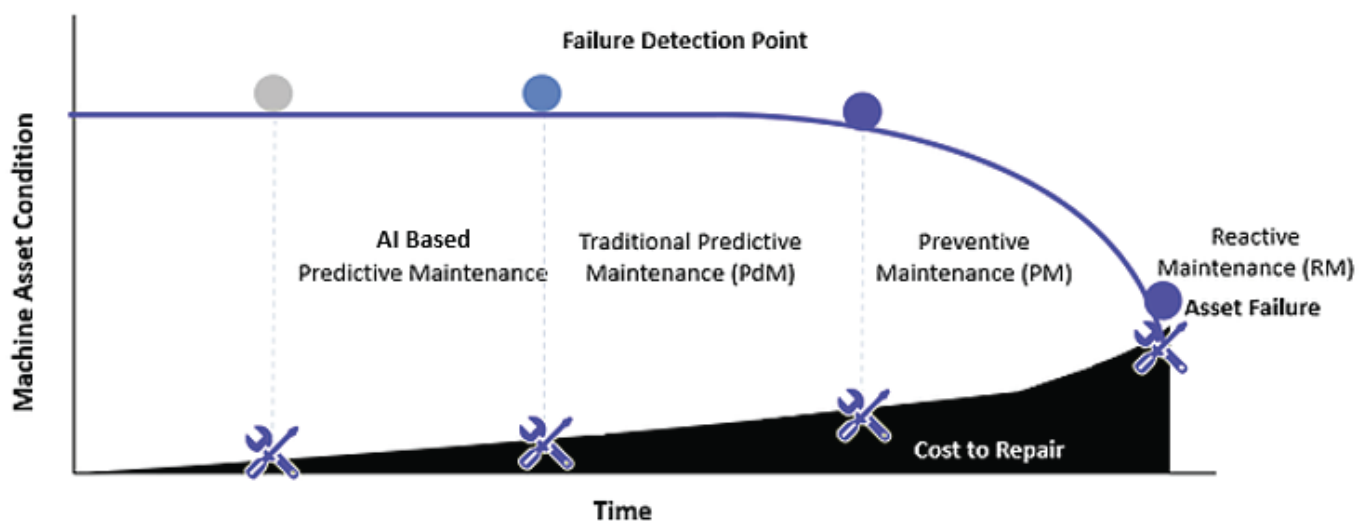 Failure Detection Point
Machine Asset Condition
AI Based
Predictive Maintenance
Traditional Predictive
Maintenance (PdM)
Preventive
Maintenance (PM)
Reactive
Maintenance (RM)
Asset Failure
Cost to Repair
Time